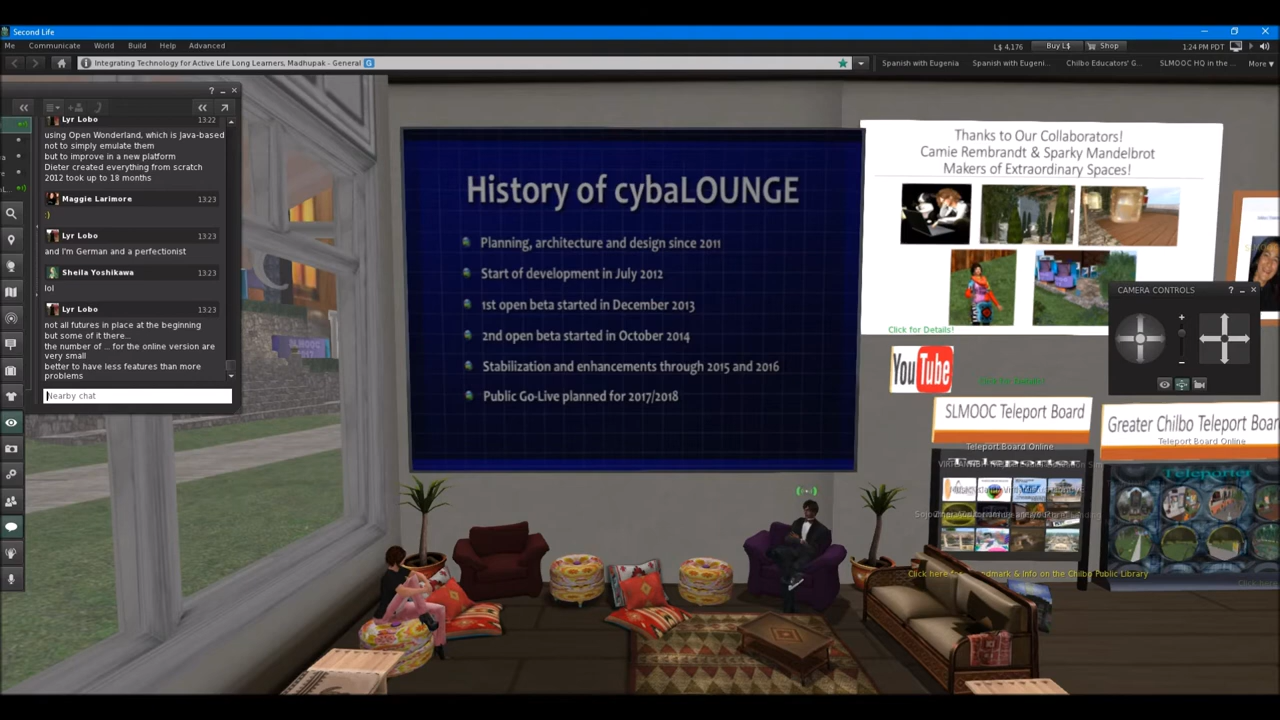 Second Life
Me Communicate World Build Help Advanced
L$ 4,176 Buy L$ Shop 1:24 PM PDT
Integrating Technology for Active Life Long Learners, Madhupak - General G
Spanish with Eugenia Spanish with Eugeni... Chilbo Educators' G... SLMOOC HQ in the ... More
Lyr Lobo 13:22
using Open Wonderland, which is Java-based
not to simply emulate them
but to improve in a new platform
Dieter created everything from scratch
2012 took up to 18 months
Maggie Larimore 13:23
:)
Lyr Lobo 13:23
and I'm German and a perfectionist
Sheila Yoshikawa 13:23
lol
Lyr Lobo 13:23
not all futures in place at the beginning
but some of it there...
the number of ... for the online version are
very small
better to have less features than more
problems
Nearby chat
SLMOOC
2017
History of cybaLOUNGE
Planning, architecture and design since 2011
Start of development in July 2012
1st open beta started in December 2013
2nd open beta started in October 2014
Stabilization and enhancements through 2015 and 2016
Public Go-Live planned for 2017/2018
Thanks to Our Collaborators!
Camie Rembrandt & Sparky Mandelbrot
Makers of Extraordinary Spaces!
Click for Details!
CAMERA CONTROLS
YouTube
SLMOOC Teleport Board
Teleport Board Online
Greater Chilbo Teleport Boar
Teleport Board Online
Teleporter
Click here for Landmark & Info on the Chilbo Public Library